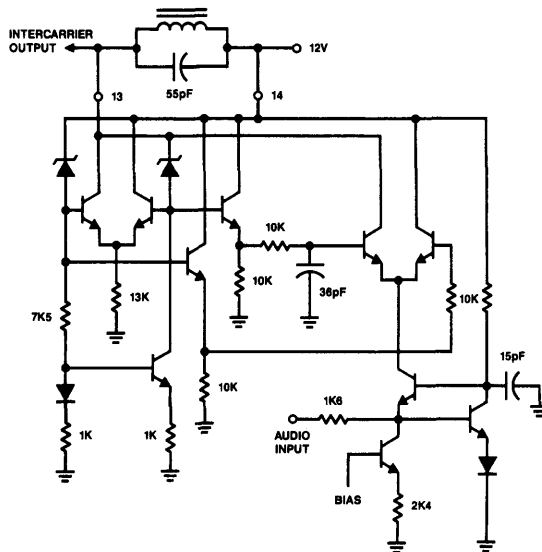 INTERCARRIER
OUTPUT
12V
55pF
13
14
10K
13K
10K
36pF
10K
7K5
15pF
10K
1K6
1K
1K
AUDIO
INPUT
BIAS
2K4